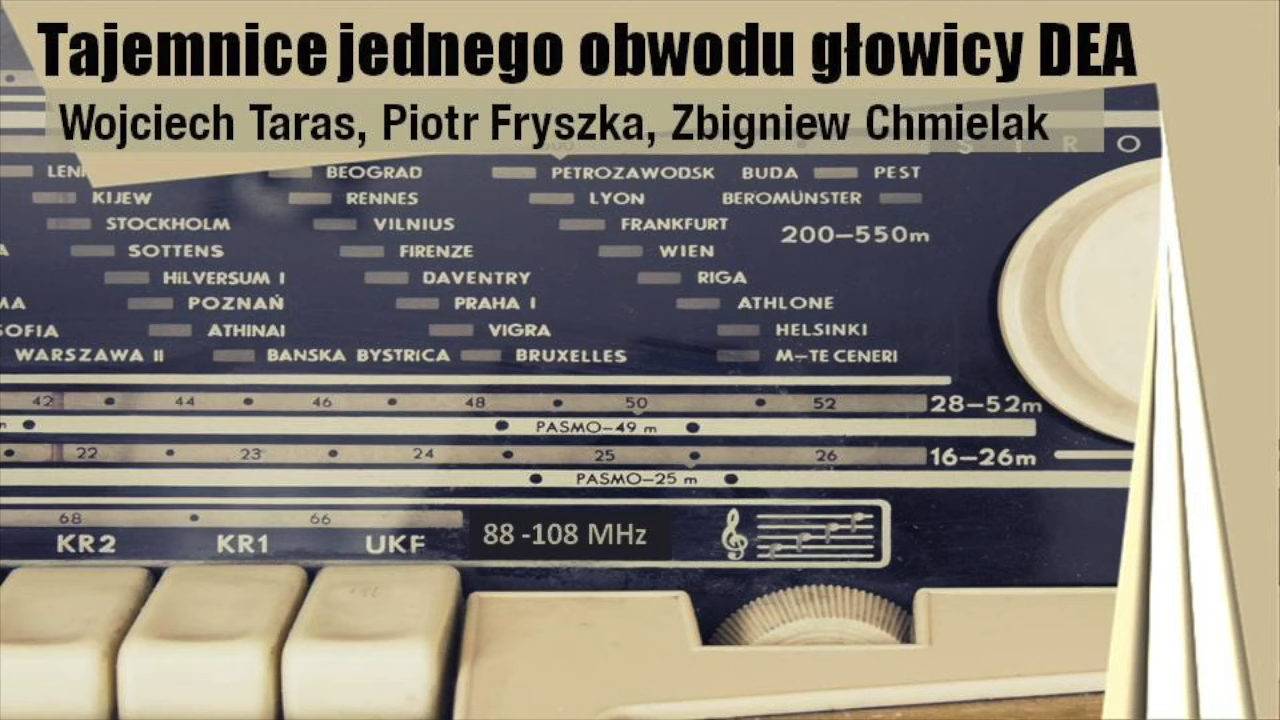 Tajemnice jednego obwodu głowicy DEA
Wojciech Taras, Piotr Fryszka, Zbigniew Chmielak
S T R O
BEOGRAD PETROZAWODSK BUDA PEST
KIJEW RENNES LYON BEROMÜNSTER
STOCKHOLM VILNIUS FRANKFURT
200–550m
SOTTENS FIRENZE WIEN
HiLVERSUM I DAVENTRY RIGA
POZNAŃ PRAHA I ATHLONE
SOFIA ATHINAI VIGRA HELSINKI
WARSZAWA II BANSKA BYSTRICA BRUXELLES M–TE CENERI
42 44 46 48 50 52 28–52m
PASMO–49 m
22 23 24 25 26 16–26m
PASMO–25 m
68 66
KR2 KR1 UKF 88 -108 MHz